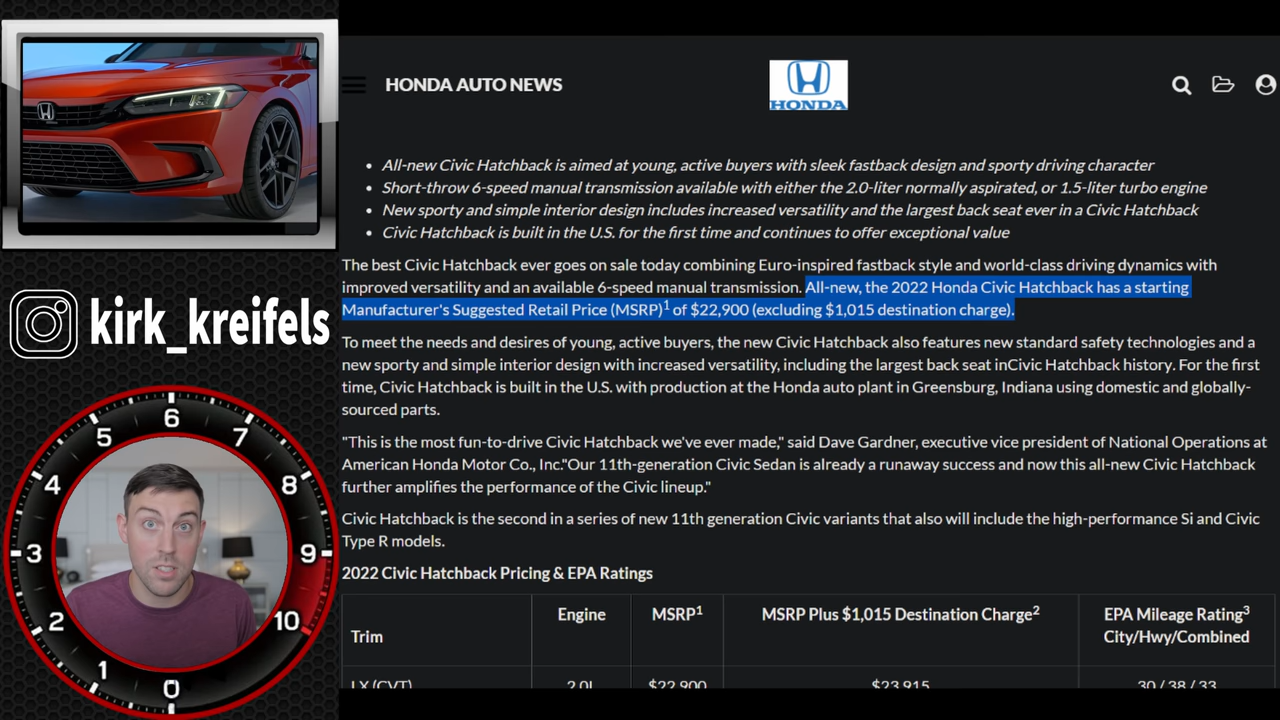 HONDA AUTO NEWS
HONDA
All-new Civic Hatchback is aimed at young, active buyers with sleek fastback design and sporty driving character
Short-throw 6-speed manual transmission available with either the 2.0-liter normally aspirated, or 1.5-liter turbo engine
New sporty and simple interior design includes increased versatility and the largest back seat ever in a Civic Hatchback
Civic Hatchback is built in the U.S. for the first time and continues to offer exceptional value
The best Civic Hatchback ever goes on sale today combining Euro-inspired fastback style and world-class driving dynamics with
improved versatility and an available 6-speed manual transmission. All-new, the 2022 Honda Civic Hatchback has a starting
Manufacturer's Suggested Retail Price (MSRP)1 of $22,900 (excluding $1,015 destination charge).
To meet the needs and desires of young, active buyers, the new Civic Hatchback also features new standard safety technologies and a
new sporty and simple interior design with increased versatility, including the largest back seat inCivic Hatchback history. For the first
time, Civic Hatchback is built in the U.S. with production at the Honda auto plant in Greensburg, Indiana using domestic and globally-
sourced parts.
"This is the most fun-to-drive Civic Hatchback we've ever made," said Dave Gardner, executive vice president of National Operations at
American Honda Motor Co., Inc."Our 11th-generation Civic Sedan is already a runaway success and now this all-new Civic Hatchback
further amplifies the performance of the Civic lineup."
Civic Hatchback is the second in a series of new 11th generation Civic variants that also will include the high-performance Si and Civic
Type R models.
2022 Civic Hatchback Pricing & EPA Ratings
Trim
Engine
MSRP1
MSRP Plus $1,015 Destination Charge2
EPA Mileage Rating3
City/Hwy/Combined
LX (CVT)
2.0L
$22,900
$23,915
30 / 38 / 33
kirk_kreifels
0
1
2
3
4
5
6
7
8
9
10